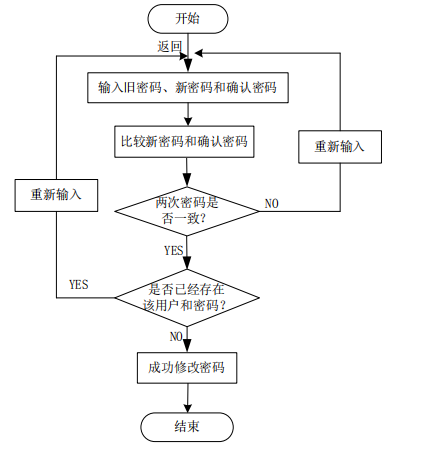 开始
返回
输入旧密码、新密码和确认密码
比较新密码和确认密码
重新输入
重新输入
两次密码是
否一致?
NO
YES
是否已经存在
该用户和密码?
YES
NO
成功修改密码
结束